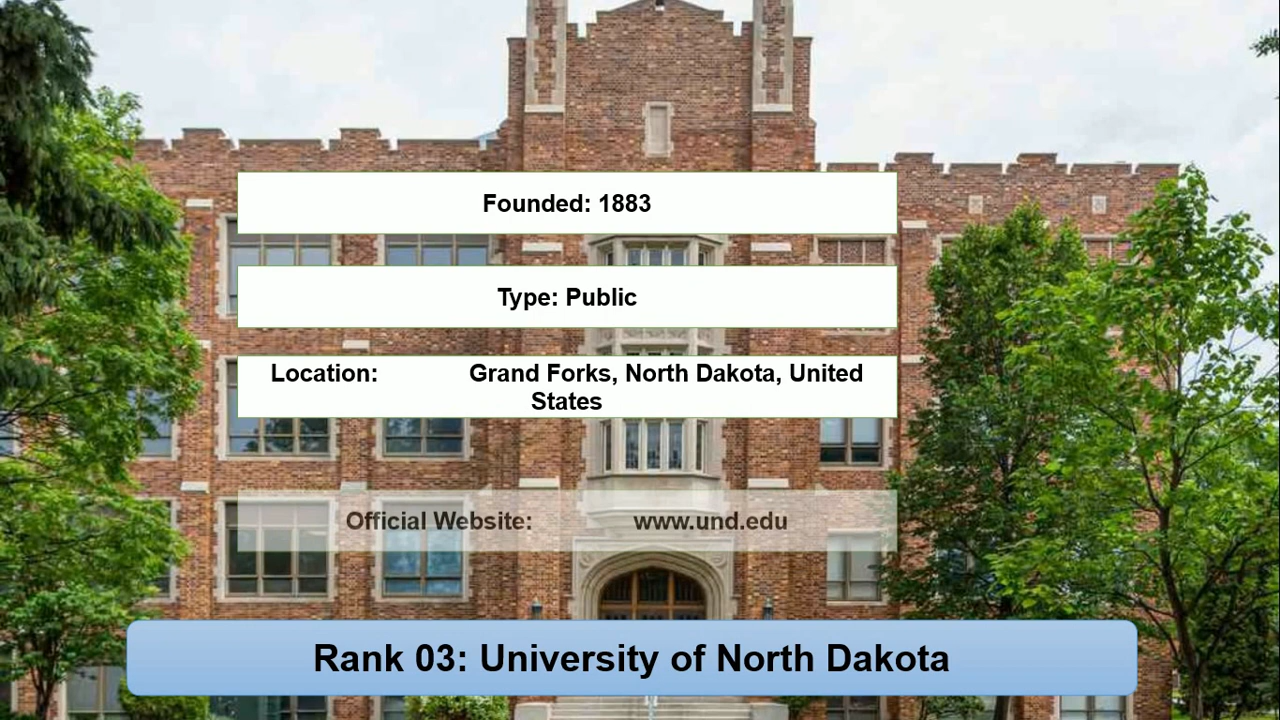 Founded: 1883
Type: Public
Location: Grand Forks, North Dakota, United
States
Official Website: www.und.edu
Rank 03: University of North Dakota